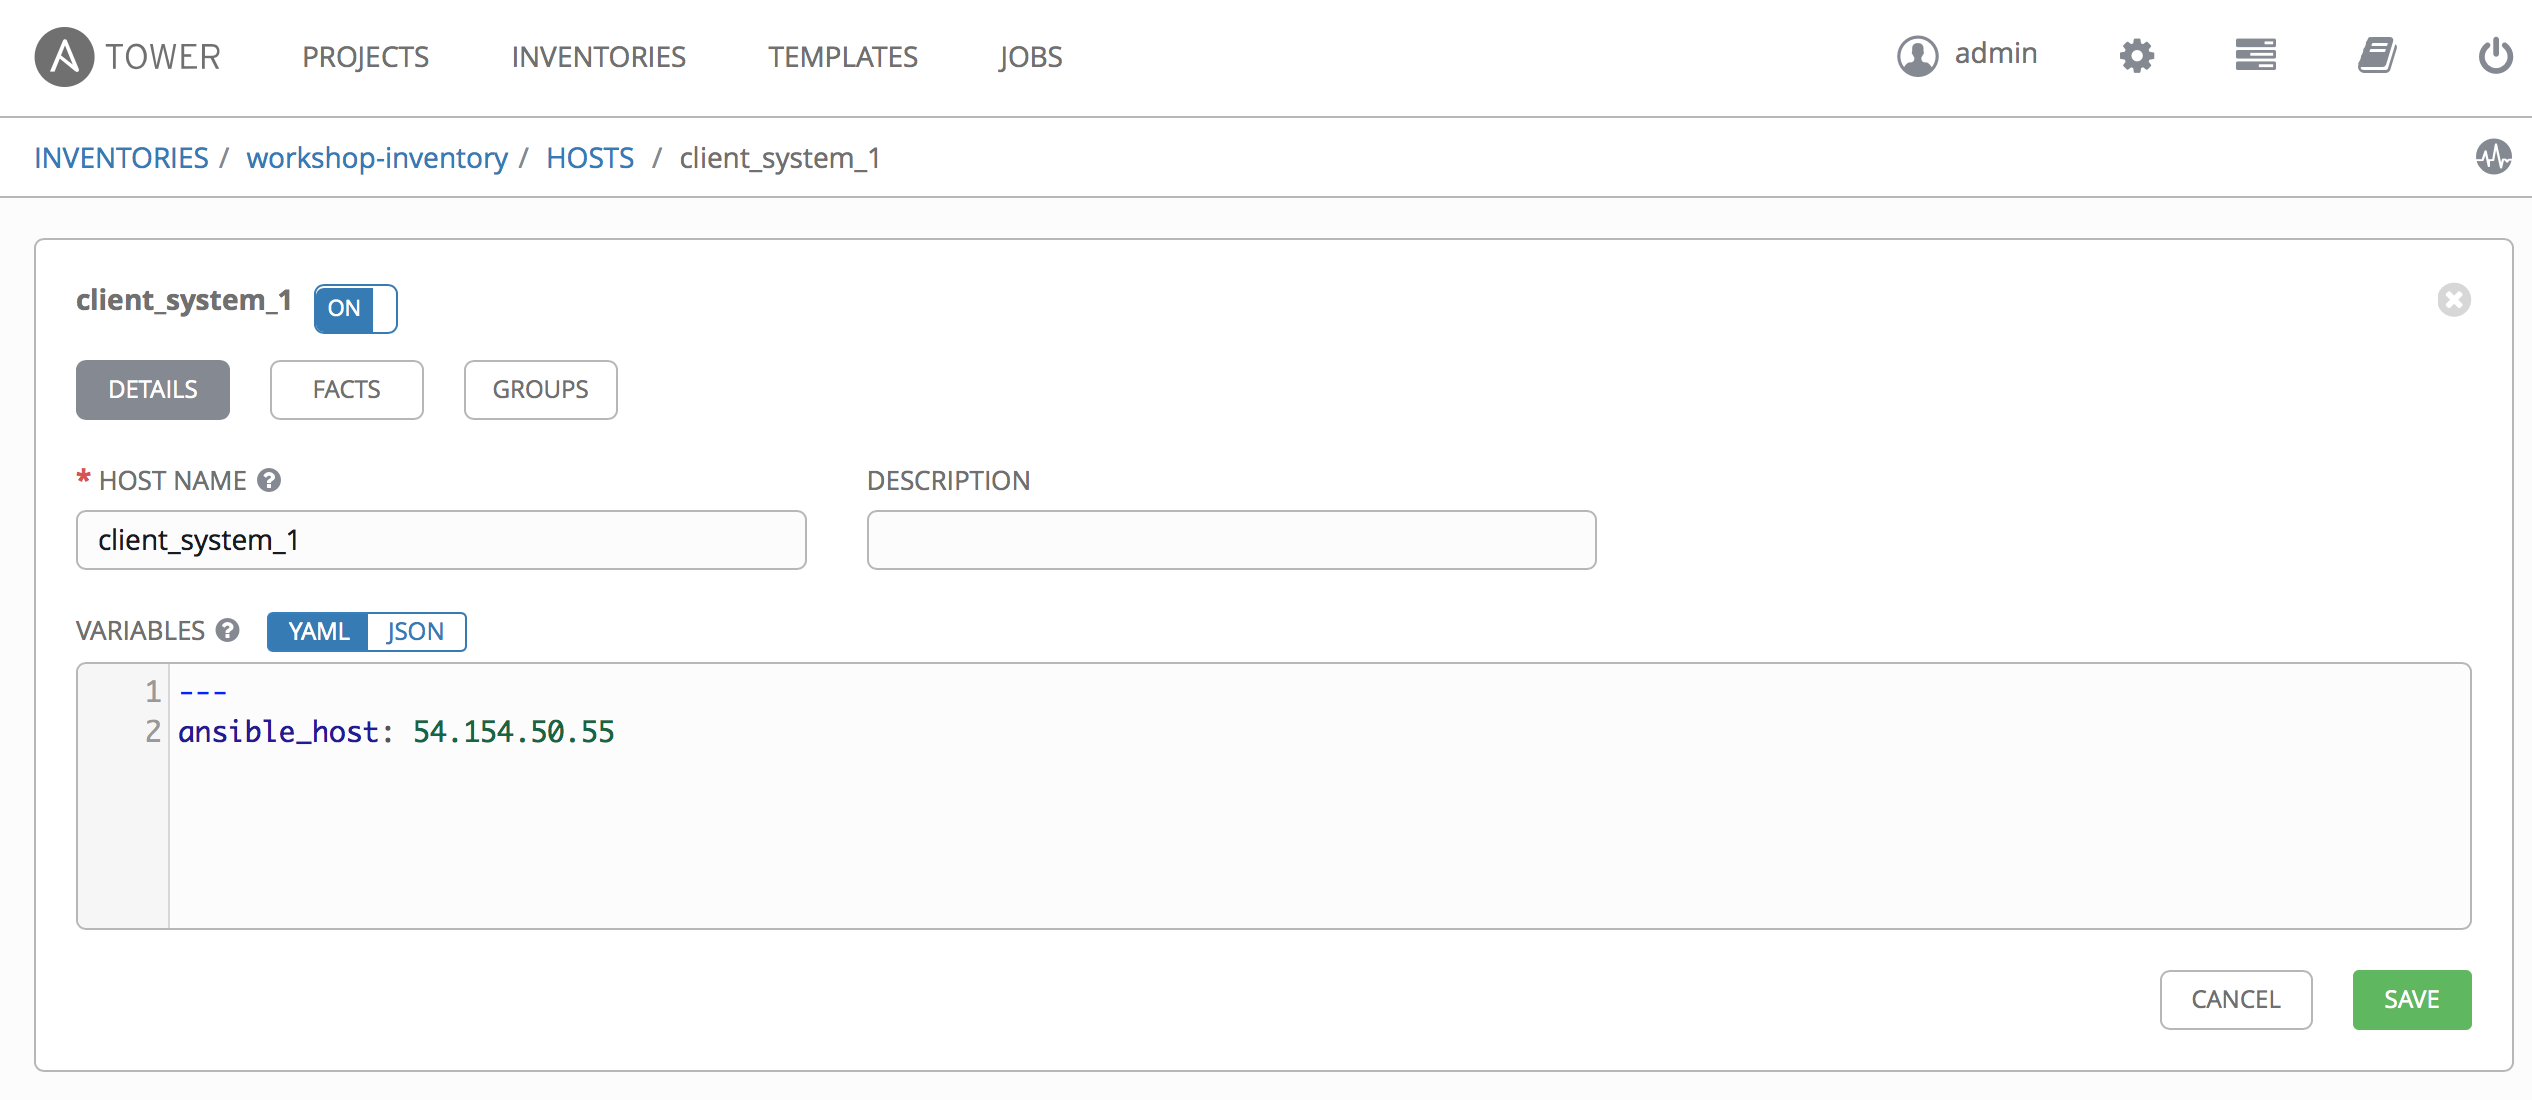 TOWER PROJECTS INVENTORIES TEMPLATES JOBS admin
INVENTORIES / workshop-inventory / HOSTS / client_system_1
client_system_1 ON
DETAILS FACTS GROUPS
* HOST NAME ? DESCRIPTION
client_system_1
VARIABLES ? YAML JSON
1 ---
2 ansible_host: 54.154.50.55
CANCEL SAVE